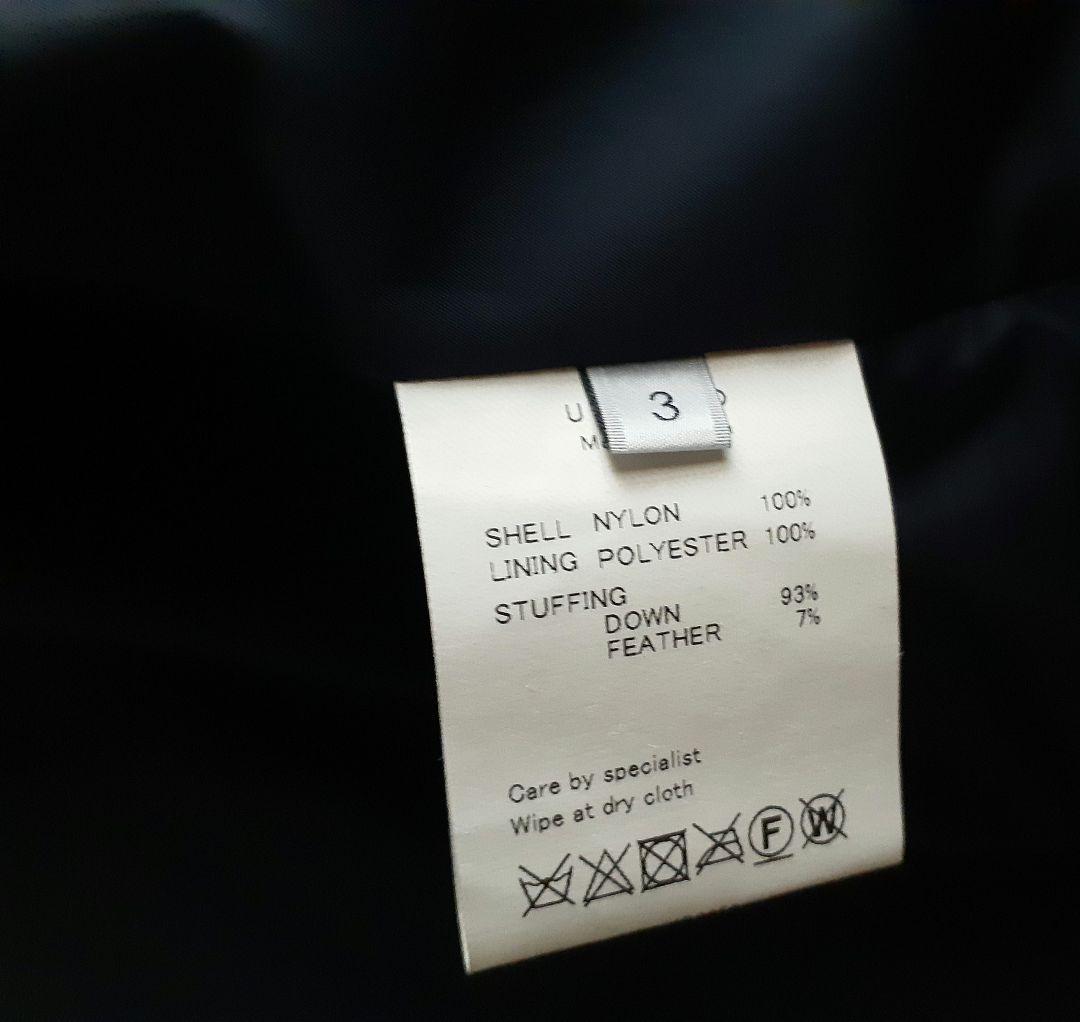 3
SHELL NYLON 100%
LINING POLYESTER 100%
STUFFING
DOWN 93%
FEATHER 7%
Care by specialist
Wipe at dry cloth
F W